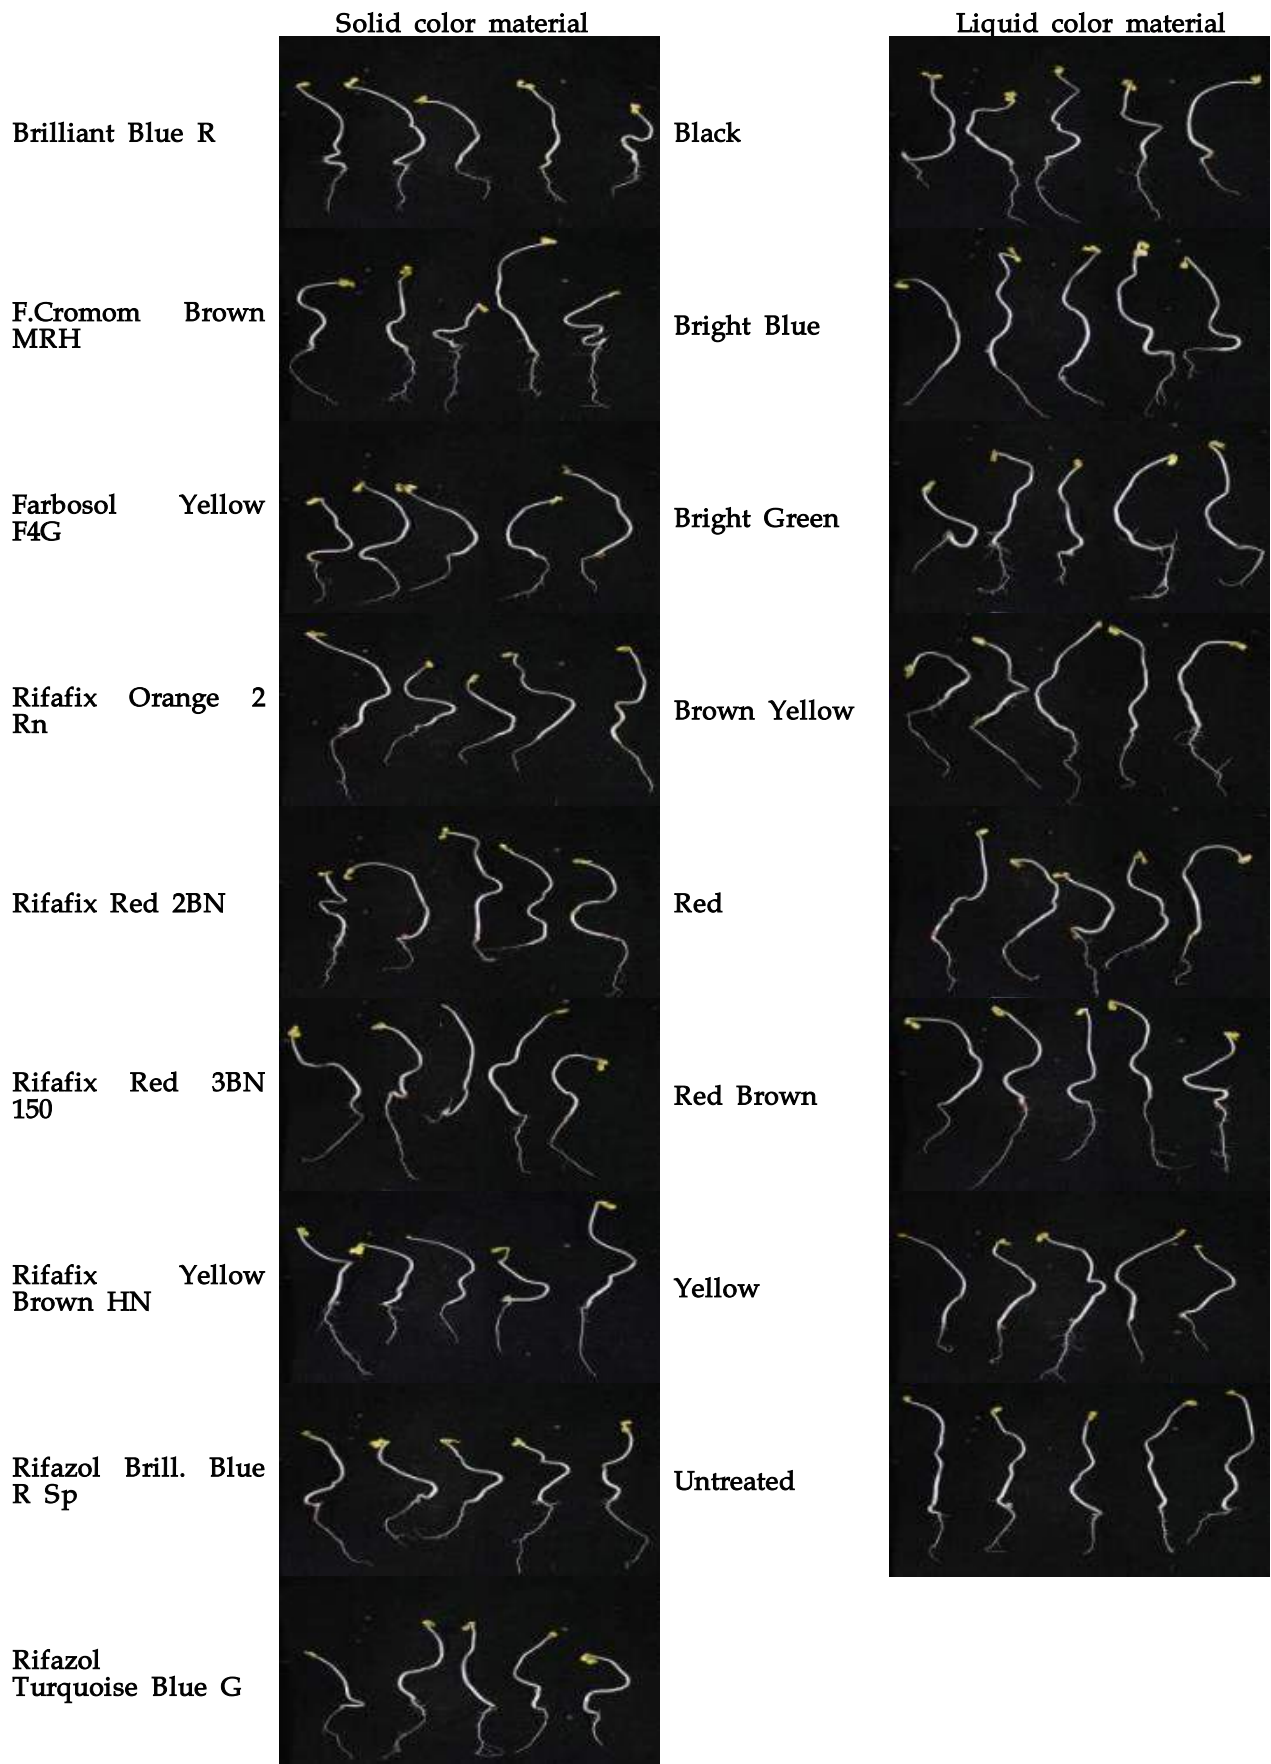 Solid color material
Liquid color material
Brilliant Blue R
Black
F.Cromom Brown
MRH
Bright Blue
Farbosol Yellow
F4G
Bright Green
Rifafix Orange 2
Rn
Brown Yellow
Rifafix Red 2BN
Red
Rifafix Red 3BN
150
Red Brown
Rifafix Yellow
Brown HN
Yellow
Rifazol Brill. Blue
R Sp
Untreated
Rifazol
Turquoise Blue G